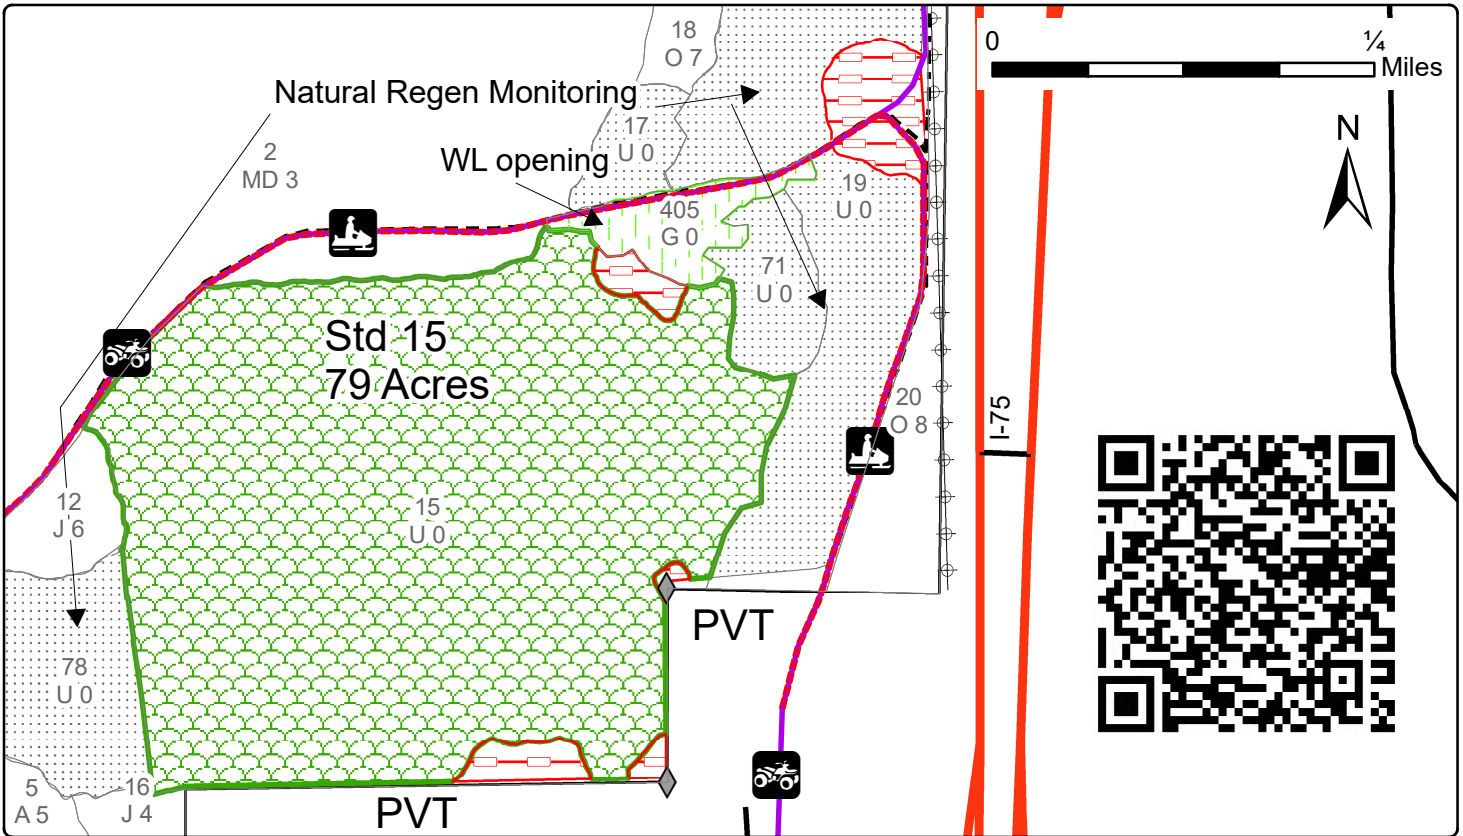 18
O 7
0
¼
Miles
Natural Regen Monitoring
17
U 0
N
2
MD 3
WL opening
19
U 0
405
G 0
71
U 0
Std 15
79 Acres
20
O 8
I-75
12
J 6
15
U 0
PVT
78
U 0
5
A 5
16
J 4
PVT